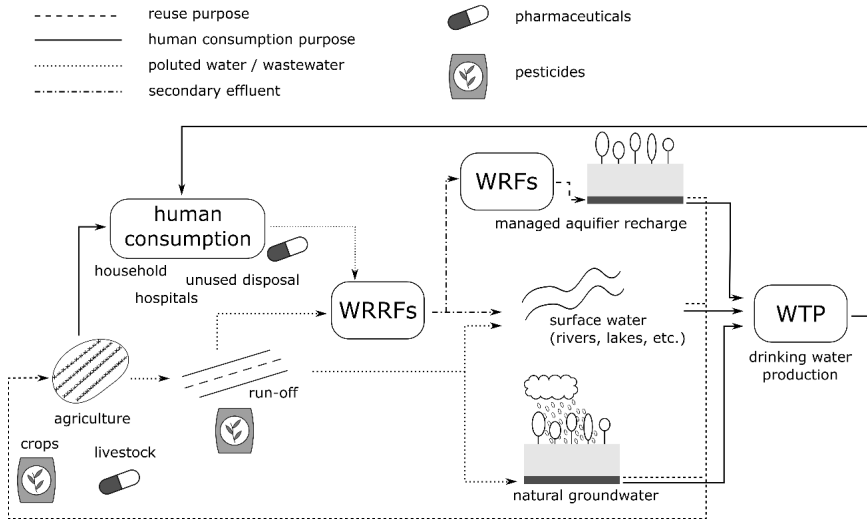 reuse purpose
human consumption purpose
poluted water / wastewater
secondary effluent
pharmaceuticals
pesticides
WRFs
managed aquifier recharge
human
consumption
household
hospitals
unused disposal
WRRFs
surface water
(rivers, lakes, etc.)
WTP
drinking water
production
agriculture
run-off
crops
livestock
natural groundwater